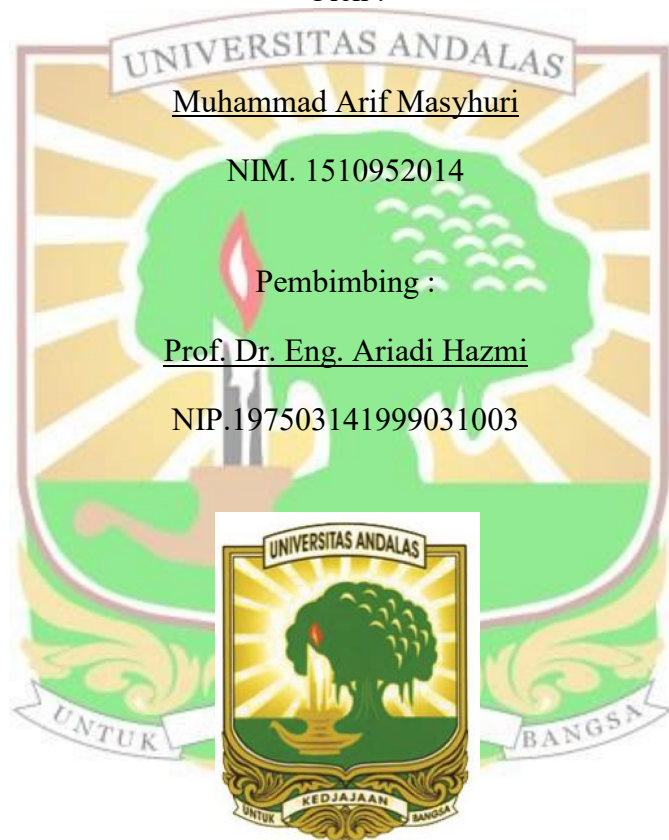 UNIVERSITAS ANDALAS
Muhammad Arif Masyhuri
NIM. 1510952014
Pembimbing :
Prof. Dr. Eng. Ariadi Hazmi
NIP.197503141999031003
UNIVERSITAS ANDALAS
UNTUK
BANGSA
KEDJAJAAN
UNTUK
BANGSA